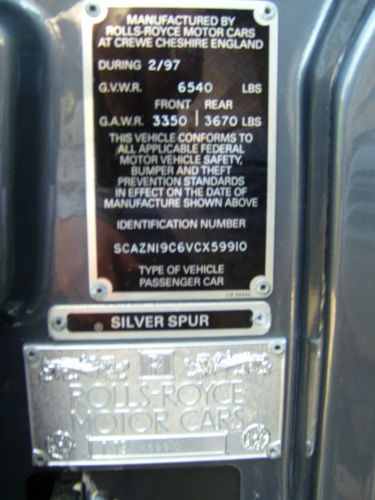 MANUFACTURED BY
ROLLS-ROYCE MOTOR CARS
AT CREWE CHESHIRE ENGLAND
DURING 2/97
G.V.W.R. 6540 LBS
FRONT REAR
G.A.W.R. 3350 | 3670 LBS
THIS VEHICLE CONFORMS TO
ALL APPLICABLE FEDERAL
MOTOR VEHICLE SAFETY,
BUMPER AND THEFT
PREVENTION STANDARDS
IN EFFECT ON THE DATE OF
MANUFACTURE SHOWN ABOVE
IDENTIFICATION NUMBER
SCAZN19C6VCX59910
TYPE OF VEHICLE
PASSENGER CAR
® SILVER SPUR
ROLLS-ROYCE
MOTOR CARS
X59910